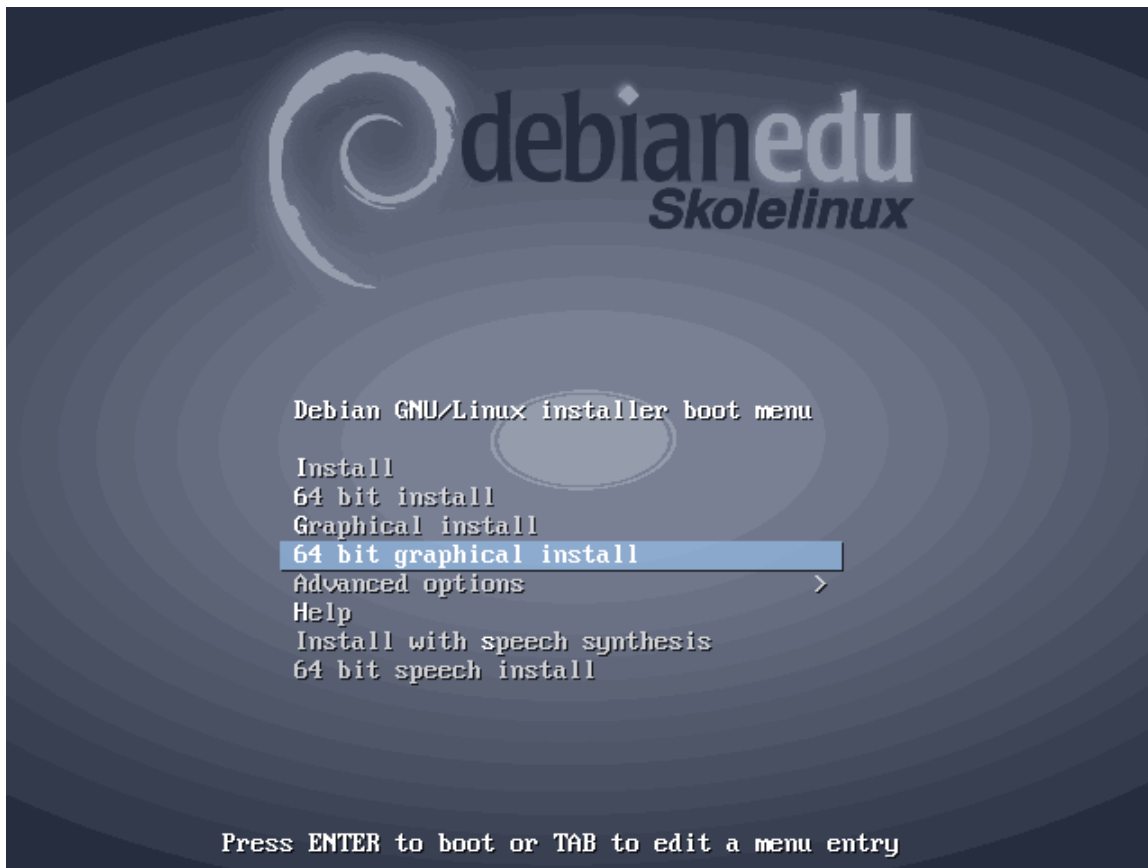 debianedu
Skolelinux
Debian GNU/Linux installer boot menu
Install
64 bit install
Graphical install
64 bit graphical install
Advanced options >
Help
Install with speech synthesis
64 bit speech install
Press ENTER to boot or TAB to edit a menu entry